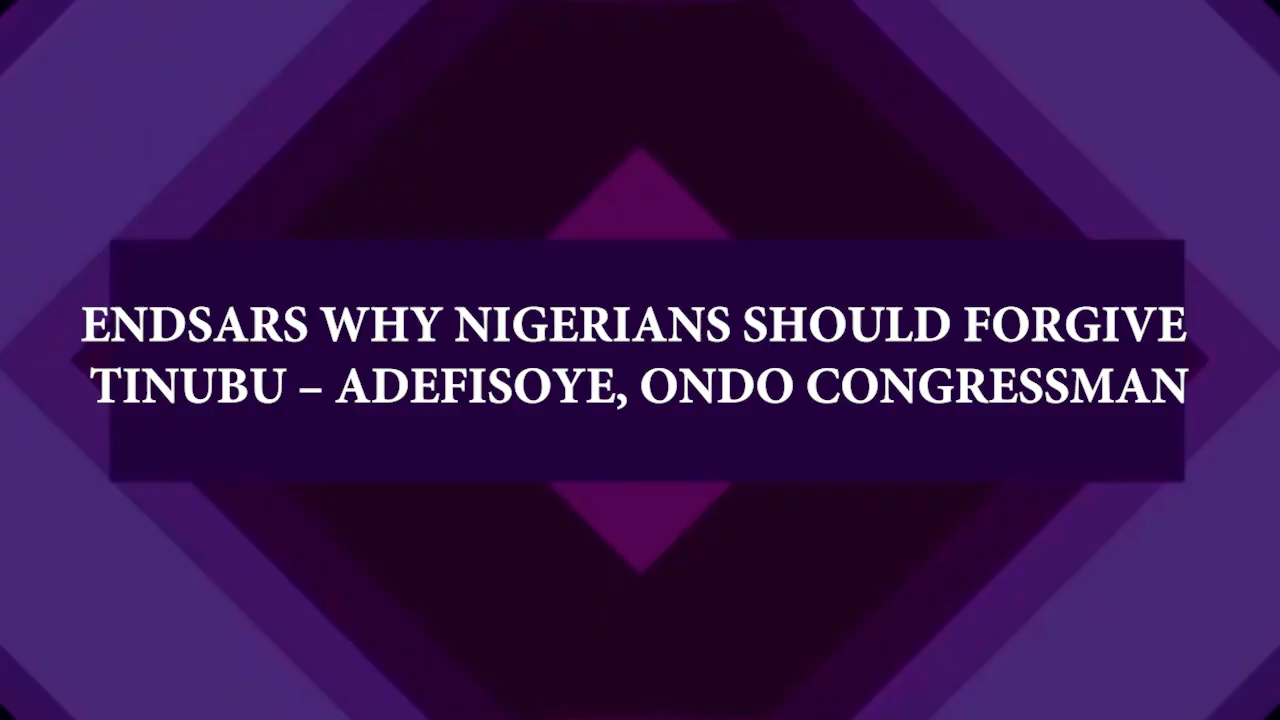 ENDSARS WHY NIGERIANS SHOULD FORGIVE
TINUBU – ADEFISOYE, ONDO CONGRESSMAN